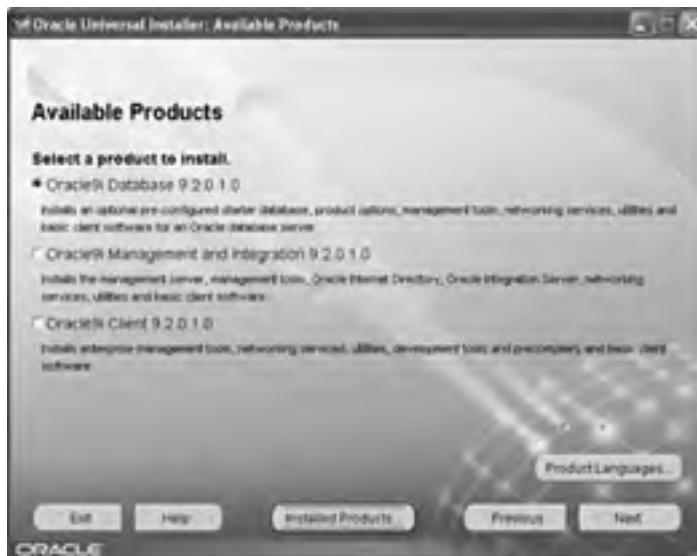 Oracle Universal Installer: Available Products
Available Products
Select a product to install.
Oracle9i Database 9.2.0.1.0
Installs an optional pre-configured starter database, product options, management tools, networking services, utilities and
basic client software for an Oracle database server.
Oracle9i Management and Integration 9.2.0.1.0
Installs the management server, management tools, Oracle Internet Directory, Oracle Integration Server, networking
services, utilities and basic client software.
Oracle9i Client 9.2.0.1.0
Installs enterprise management tools, networking services, utilities, development tools and precompilers and basic client
software.
Product Languages...
Exit
Help
Installed Products...
Previous
Next
ORACLE